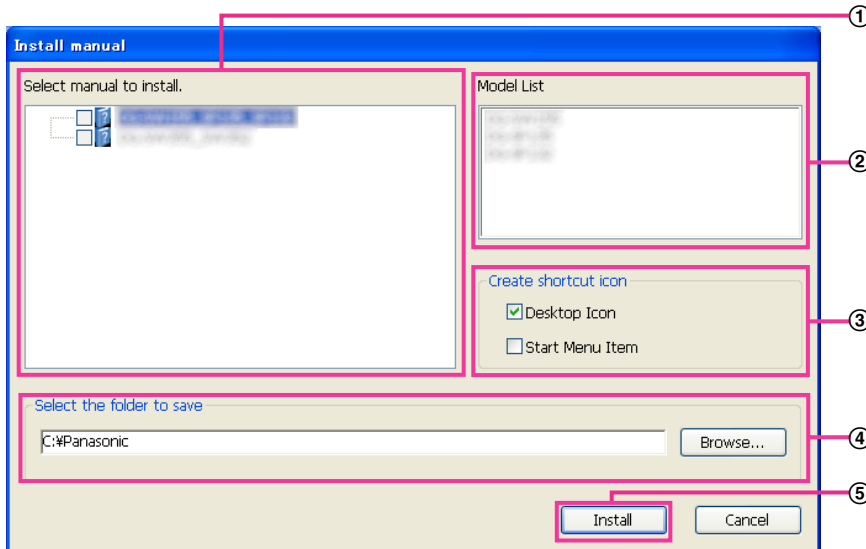 ①
Install manual
Select manual to install.
Model List
②
Create shortcut icon
Desktop Icon
③
Start Menu Item
Select the folder to save
C:¥Panasonic
Browse...
④
⑤
Install
Cancel